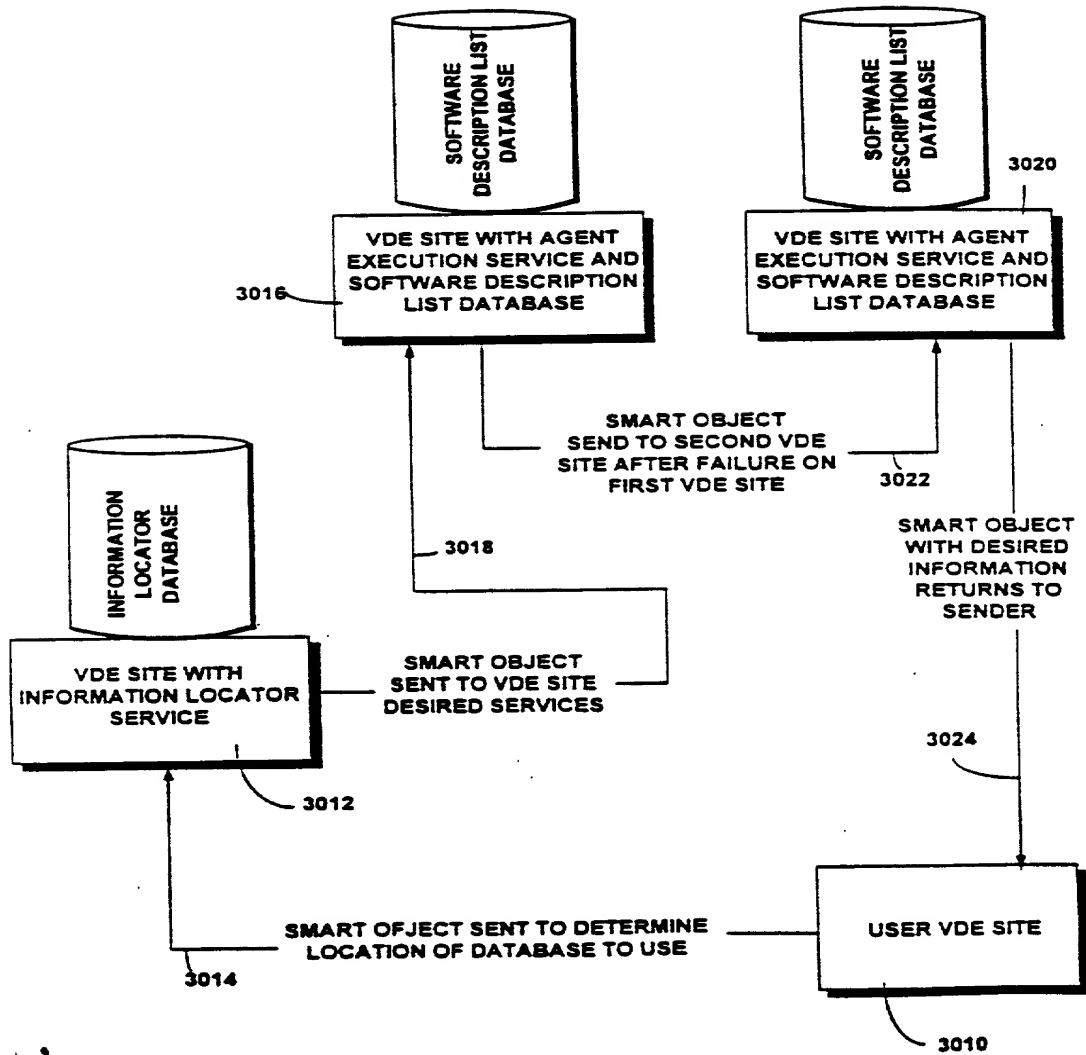 SOFTWARE
DESCRIPTION LIST
DATABASE
SOFTWARE
DESCRIPTION LIST
DATABASE
3020
VDE SITE WITH AGENT
EXECUTION SERVICE AND
SOFTWARE DESCRIPTION
LIST DATABASE
VDE SITE WITH AGENT
EXECUTION SERVICE AND
SOFTWARE DESCRIPTION
LIST DATABASE
3016
SMART OBJECT
SEND TO SECOND VDE
SITE AFTER FAILURE ON
FIRST VDE SITE
3022
INFORMATION
LOCATOR
DATABASE
3018
SMART OBJECT
WITH DESIRED
INFORMATION
RETURNS TO
SENDER
VDE SITE WITH
INFORMATION LOCATOR
SERVICE
SMART OBJECT
SENT TO VDE SITE
DESIRED SERVICES
3024
3012
SMART OFJECT SENT TO DETERMINE
LOCATION OF DATABASE TO USE
USER VDE SITE
3014
3010